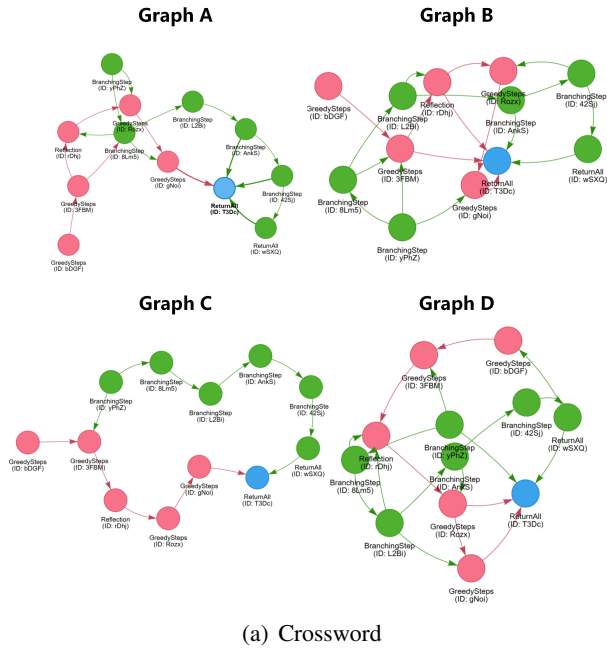 Graph A
BranchingStep
(ID: yPhZ)
GreedySteps
(ID: Rozx)
BranchingStep
(ID: L2Bi)
Reflection
(ID: rDhj)
BranchingStep
(ID: 8Lm5)
BranchingStep
(ID: AnkS)
GreedySteps
(ID: gNoi)
GreedySteps
(ID: 3FBM)
ReturnAll
(ID: T3Dc)
BranchingStep
(ID: 42Sj)
GreedySteps
(ID: bDGF)
ReturnAll
(ID: wSXQ)
Graph B
GreedySteps
(ID: bDGF)
Reflection
(ID: rDhj)
GreedySteps
(ID: Rozx)
BranchingStep
(ID: 42Sj)
BranchingStep
(ID: L2Bi)
BranchingStep
(ID: AnkS)
GreedySteps
(ID: 3FBM)
ReturnAll
(ID: T3Dc)
ReturnAll
(ID: wSXQ)
BranchingStep
(ID: 8Lm5)
GreedySteps
(ID: gNoi)
BranchingStep
(ID: yPhZ)
Graph C
BranchingStep
(ID: 8Lm5)
BranchingStep
(ID: AnkS)
BranchingStep
(ID: yPhZ)
BranchingStep
(ID: L2Bi)
BranchingSte
(ID: 42Sj)
GreedySteps
(ID: bDGF)
GreedySteps
(ID: 3FBM)
ReturnAll
(ID: wSXQ)
GreedySteps
(ID: gNoi)
ReturnAll
(ID: T3Dc)
Reflection
(ID: rDhj)
GreedySteps
(ID: Rozx)
Graph D
GreedySteps
(ID: bDGF)
GreedySteps
(ID: 3FBM)
BranchingStep
(ID: 42Sj)
ReturnAll
(ID: wSXQ)
Reflection
(ID: rDhj)
BranchingStep
(ID: yPhZ)
BranchingStep
(ID: 8Lm5)
BranchingStep
(ID: AnkS)
GreedySteps
(ID: Rozx)
ReturnAll
(ID: T3Dc)
BranchingStep
(ID: L2Bi)
GreedySteps
(ID: gNoi)
(a) Crossword